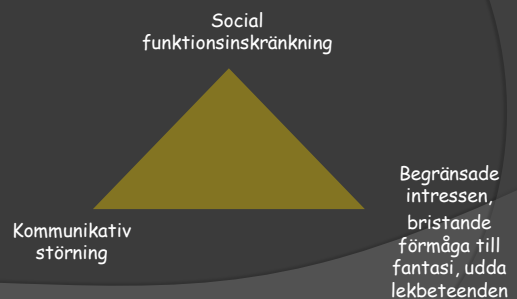 Social
funktionsinskränkning
Kommunikativ
störning
Begränsade
intressen,
bristande
förmåga till
fantasi, udda
lekbeteenden